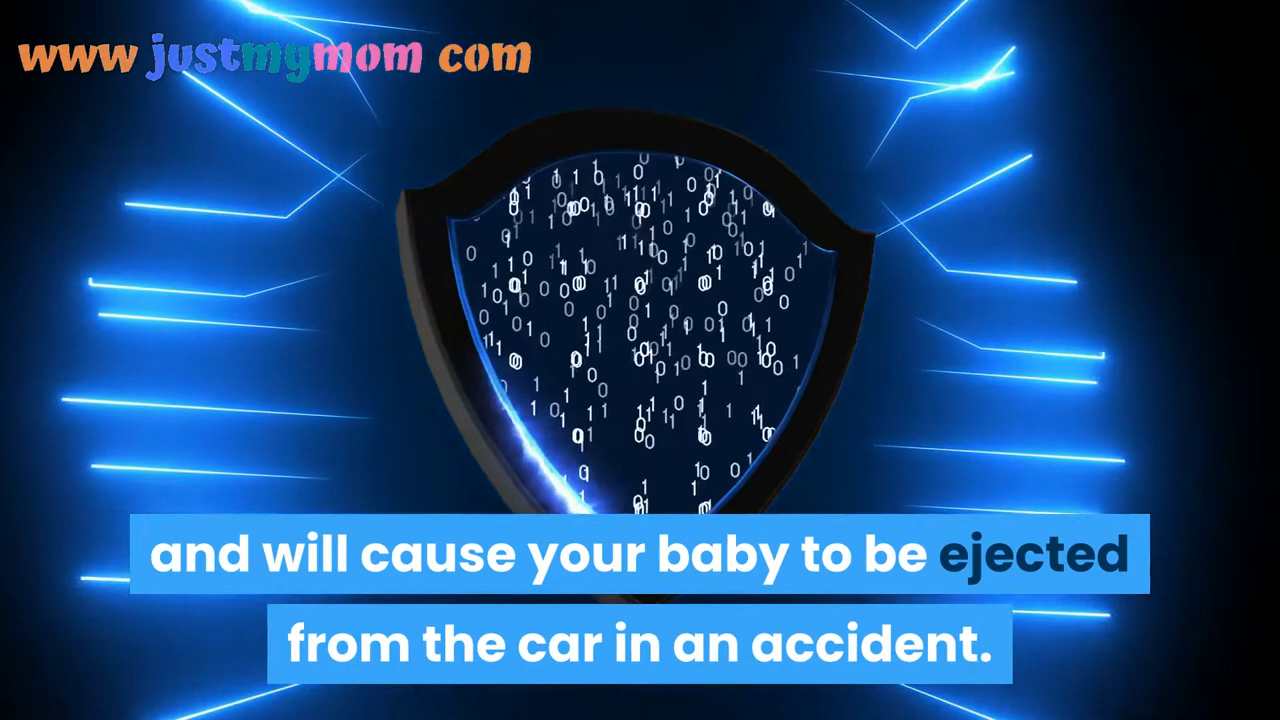 www justmymom com
and will cause your baby to be ejected
from the car in an accident.